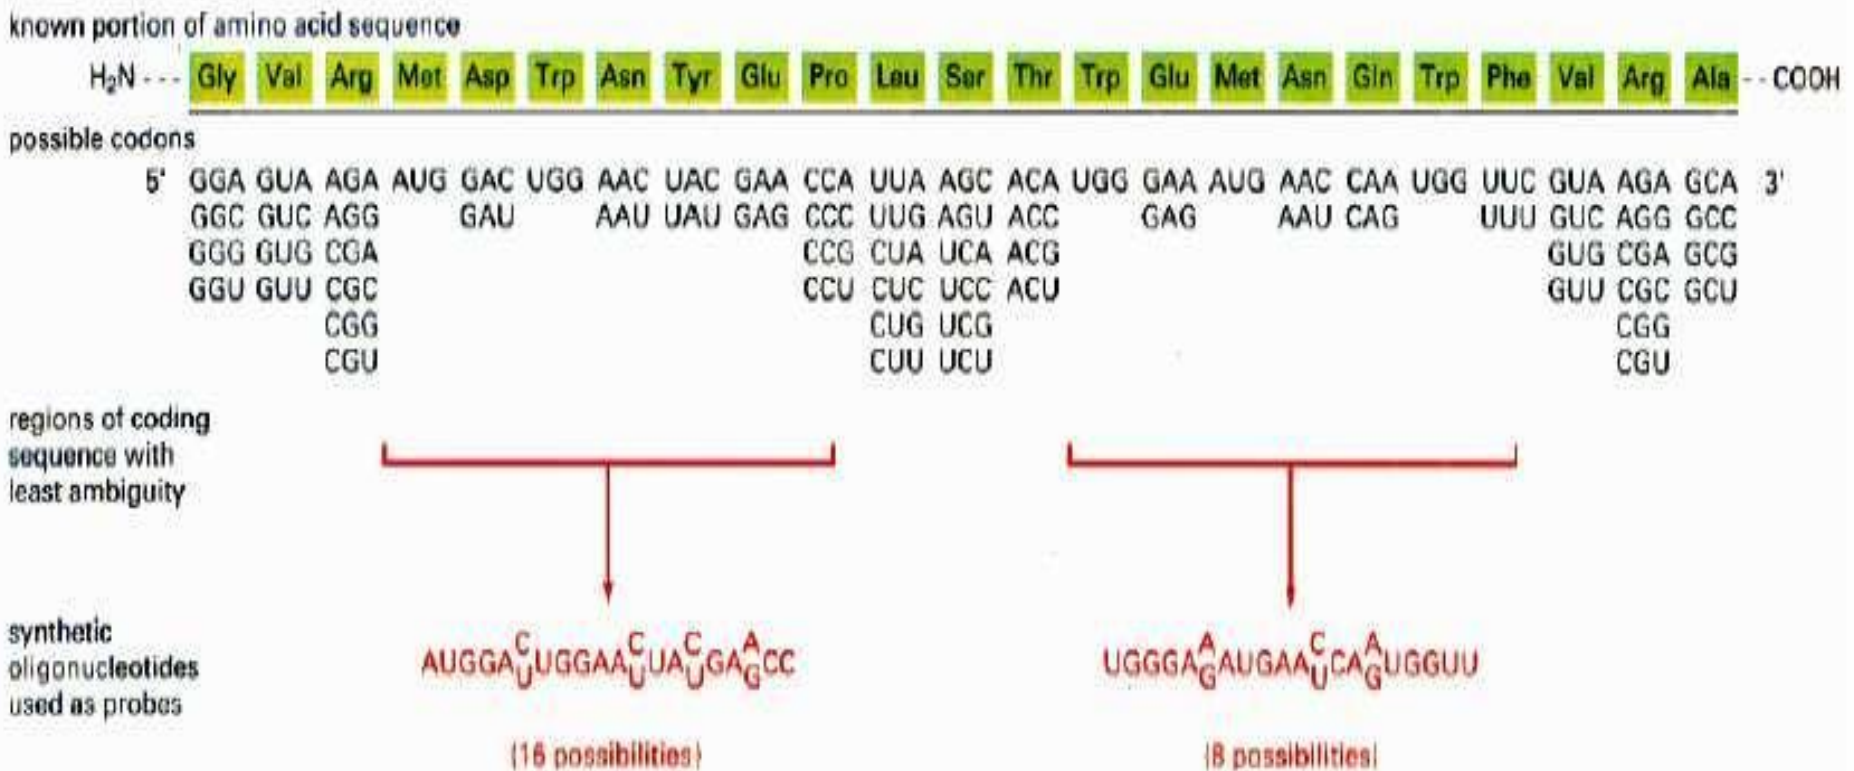 known portion of amino acid sequence
H₂N --- Gly Val Arg Met Asp Trp Asn Tyr Glu Pro Leu Ser Thr Trp Glu Met Asn Gln Trp Phe Val Arg Ala -- COOH
possible codons
5' GGA GUA AGA AUG GAC UGG AAC UAC GAA CCA UUA AGC ACA UGG GAA AUG AAC CAA UGG UUC GUA AGA GCA 3'
GGC GUC AGG GAU AAU UAU GAG CCC UUG AGU ACC GAG AAU CAG UUU GUC AGG GCC
GGG GUG CGA CCG CUA UCA ACG GUG CGA GCG
GGU GUU CGC CCU CUC UCC ACU GUU CGC GCU
CGG CUG UCG CGG
CGU CUU UCU CGU
regions of coding
sequence with
least ambiguity
synthetic
oligonucleotides
used as probes
C C C A
AUGGA UGGAA UA GA CC
U U U G
A C A
UGGGA AUGAA CA UGGUU
G U G
(16 possibilities)
(8 possibilities)